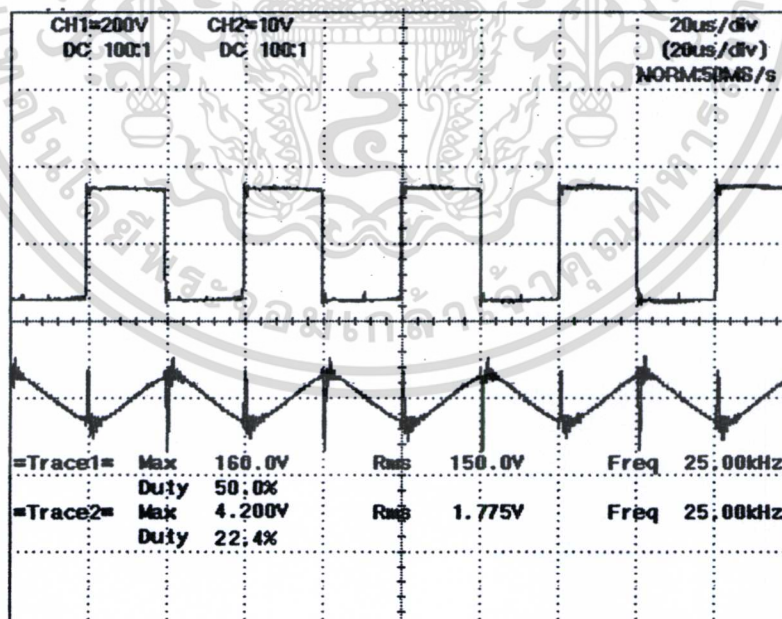 CH1=200V CH2=10V 20us/div
DC 100:1 DC 100:1 (20us/div)
NORM:50MS/s
=Trace1= Max 160.0V Rms 150.0V Freq 25.00kHz
Duty 50.0%
=Trace2= Max 4.200V Rms 1.775V Freq 25.00kHz
Duty 22.4%